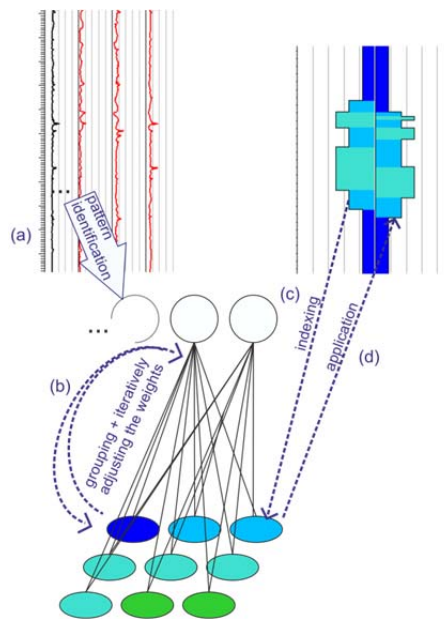 ...
(a)
pattern
identification
(c)
indexing
application
(d)
...
(b)
grouping + iteratively
adjusting the weights